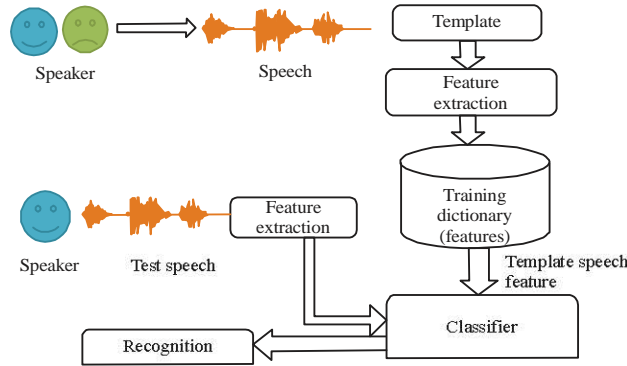 Template
Speaker
Speech
Feature
extraction
Training
dictionary
(features)
Feature
extraction
Speaker
Test speech
Template speech
feature
Classifier
Recognition